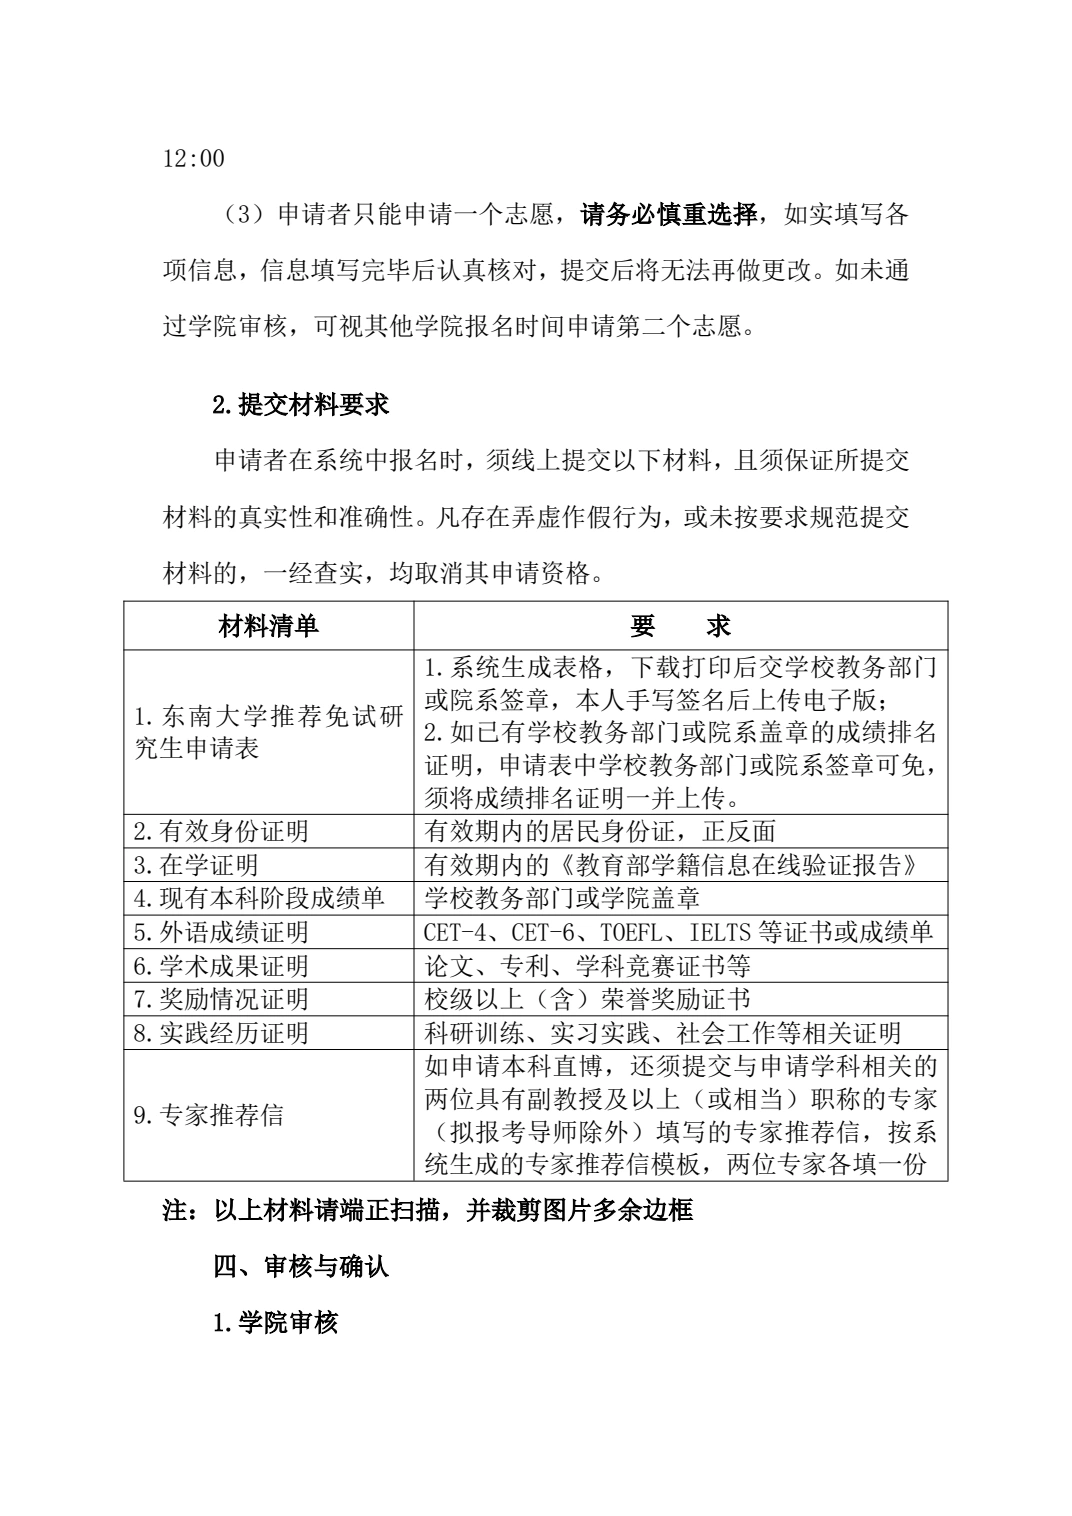 12:00
（3）申请者只能申请一个志愿，请务必慎重选择，如实填写各
项信息，信息填写完毕后认真核对，提交后将无法再做更改。如未通
过学院审核，可视其他学院报名时间申请第二个志愿。
2.提交材料要求
申请者在系统中报名时，须线上提交以下材料，且须保证所提交
材料的真实性和准确性。凡存在弄虚作假行为，或未按要求规范提交
材料的，一经查实，均取消其申请资格。
材料清单
要 求
1.东南大学推荐免试研
究生申请表
1.系统生成表格，下载打印后交学校教务部门
或院系签章，本人手写签名后上传电子版；
2.如已有学校教务部门或院系盖章的成绩排名
证明，申请表中学校教务部门或院系签章可免，
须将成绩排名证明一并上传。
2.有效身份证明
有效期内的居民身份证，正反面
3.在学证明
有效期内的《教育部学籍信息在线验证报告》
4.现有本科阶段成绩单
学校教务部门或学院盖章
5.外语成绩证明
CET-4、CET-6、TOEFL、IELTS 等证书或成绩单
6.学术成果证明
论文、专利、学科竞赛证书等
7.奖励情况证明
校级以上（含）荣誉奖励证书
8.实践经历证明
科研训练、实习实践、社会工作等相关证明
9.专家推荐信
如申请本科直博，还须提交与申请学科相关的
两位具有副教授及以上（或相当）职称的专家
（拟报考导师除外）填写的专家推荐信，按系
统生成的专家推荐信模板，两位专家各填一份
注：以上材料请端正扫描，并裁剪图片多余边框
四、审核与确认
1.学院审核